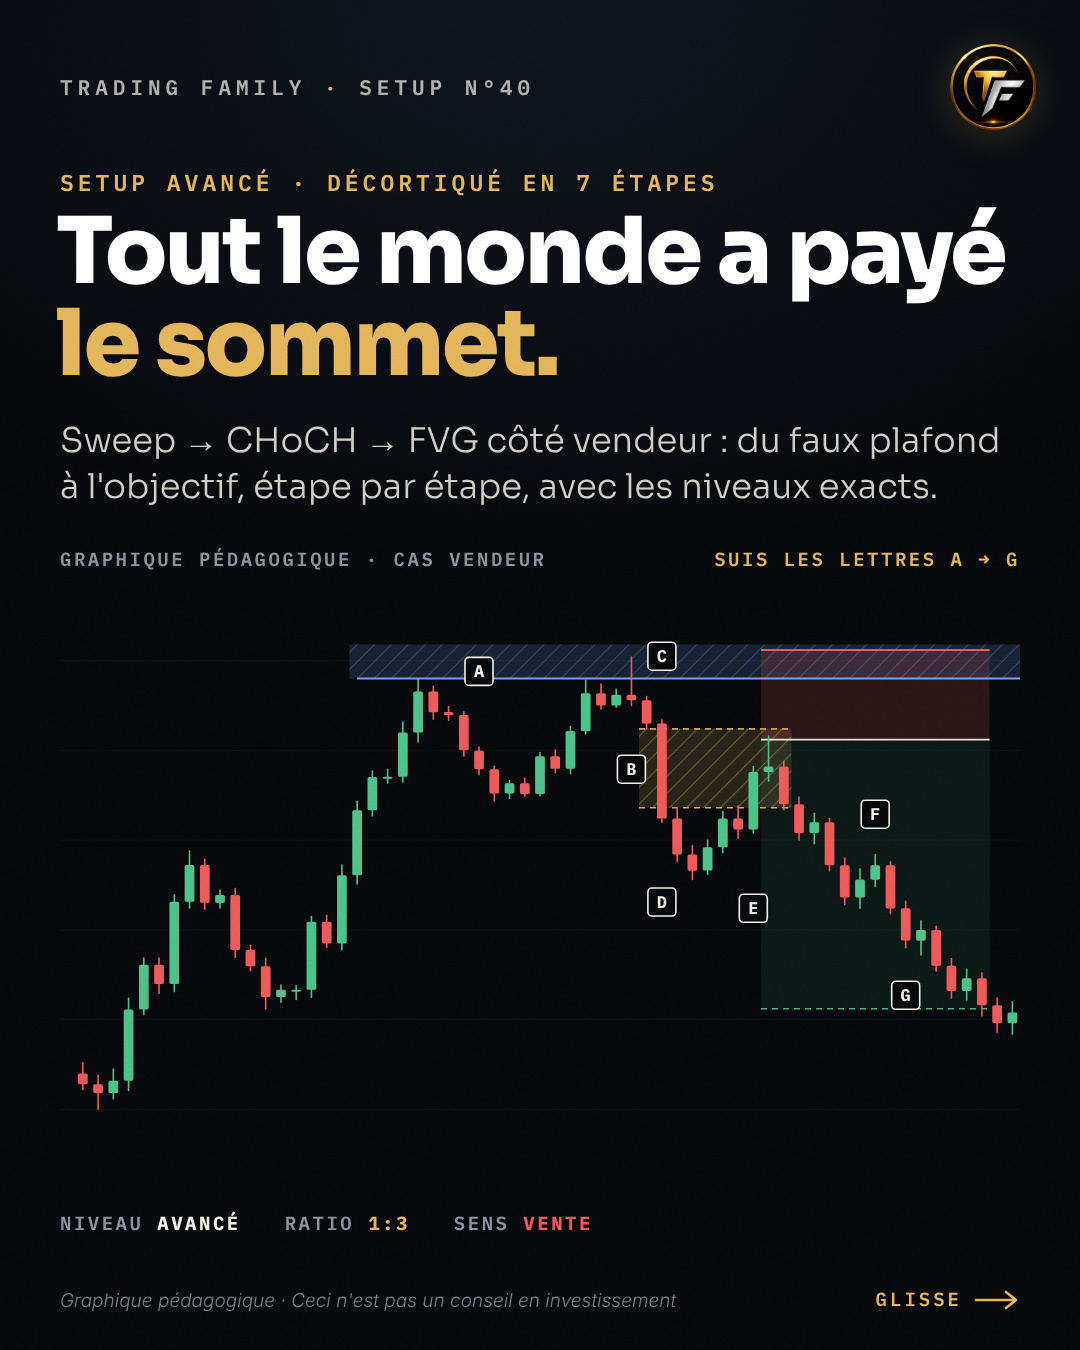 TRADING FAMILY · SETUP N°40
TF
SETUP AVANCÉ · DÉCORTIQUÉ EN 7 ÉTAPES
Tout le monde a payé
le sommet.
Sweep → CHoCH → FVG côté vendeur : du faux plafond
à l'objectif, étape par étape, avec les niveaux exacts.
GRAPHIQUE PÉDAGOGIQUE · CAS VENDEUR
SUIS LES LETTRES A → G
A
C
B
F
D
E
G
NIVEAU AVANCÉ RATIO 1:3 SENS VENTE
Graphique pédagogique · Ceci n'est pas un conseil en investissement
GLISSE →